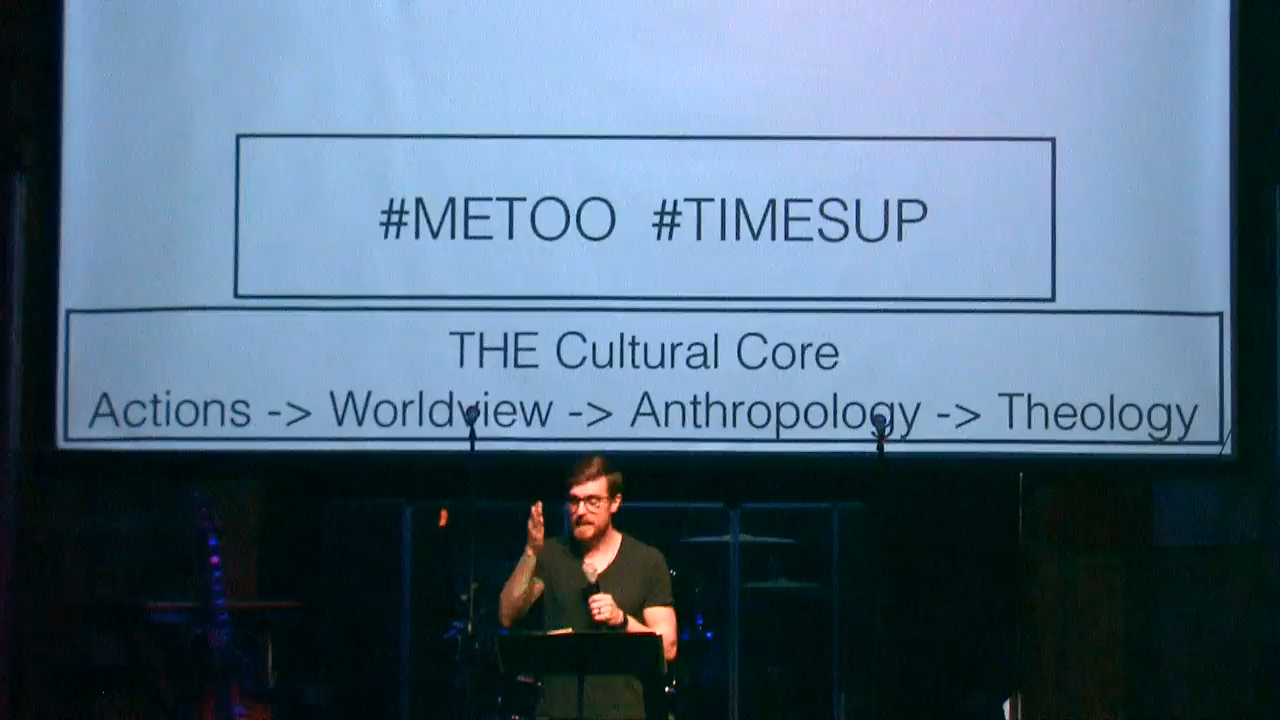 #METOO #TIMESUP
THE Cultural Core
Actions -> Worldview -> Anthropology -> Theology